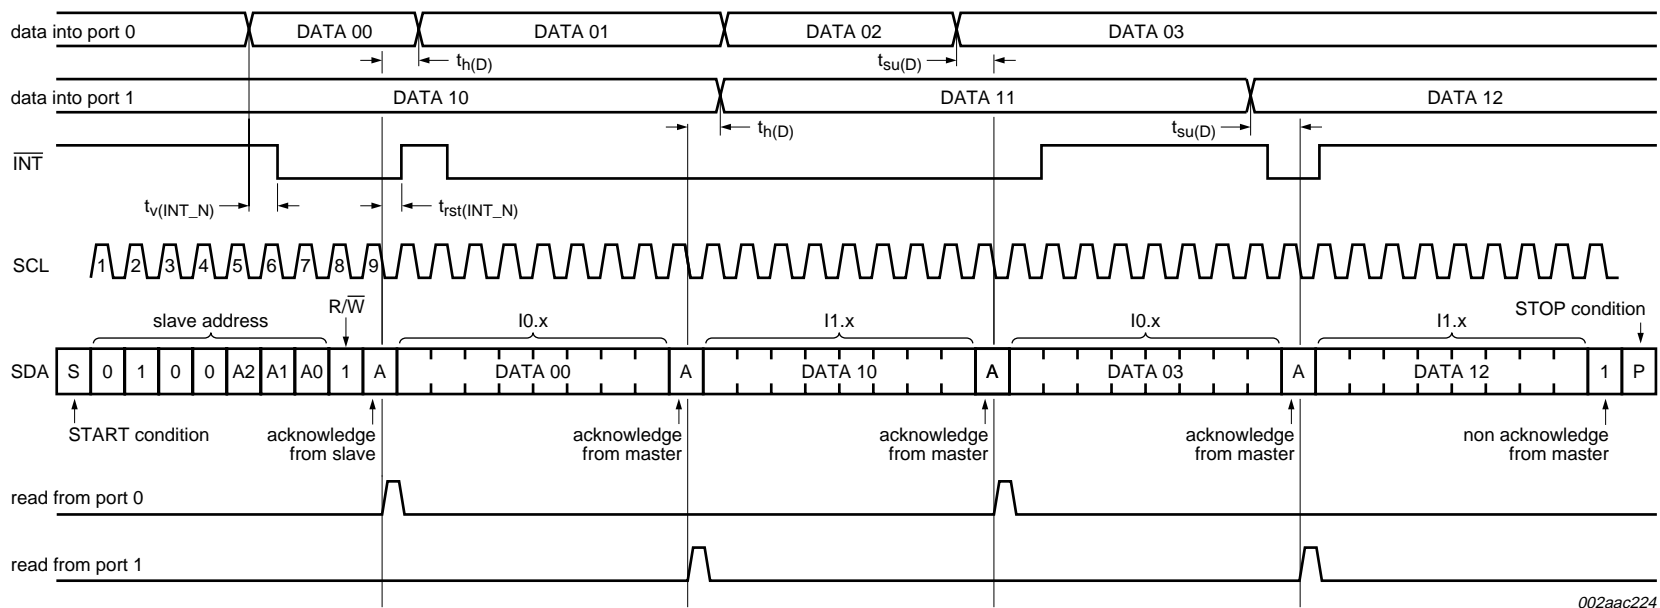 data into port 0 DATA 00 DATA 01 DATA 02 DATA 03
th(D) tsu(D)
data into port 1 DATA 10 DATA 11 DATA 12
th(D) tsu(D)
INT
tv(INT_N) trst(INT_N)
SCL 1 2 3 4 5 6 7 8 9
R/W
slave address I0.x I1.x I0.x I1.x STOP condition
SDA S 0 1 0 0 A2 A1 A0 1 A DATA 00 A DATA 10 A DATA 03 A DATA 12 1 P
START condition
acknowledge
from slave
acknowledge
from master
acknowledge
from master
acknowledge
from master
non acknowledge
from master
read from port 0
read from port 1
002aac224